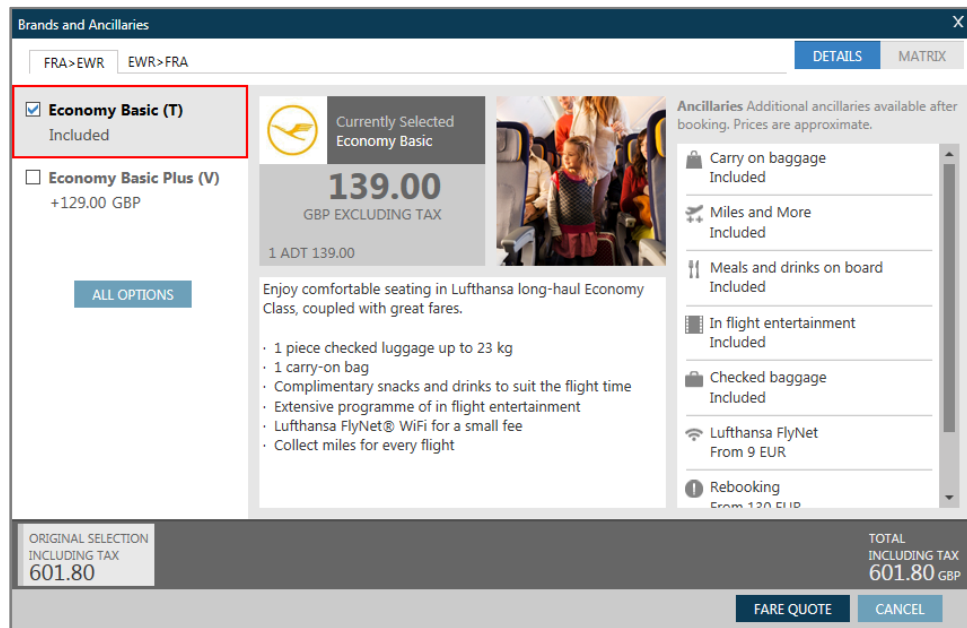 Brands and Ancillaries
X
FRA>EWR
EWR>FRA
DETAILS
MATRIX
Economy Basic (T)
Included
Economy Basic Plus (V)
+129.00 GBP
ALL OPTIONS
Currently Selected
Economy Basic
139.00
GBP EXCLUDING TAX
1 ADT 139.00
Enjoy comfortable seating in Lufthansa long-haul Economy
Class, coupled with great fares.
· 1 piece checked luggage up to 23 kg
· 1 carry-on bag
· Complimentary snacks and drinks to suit the flight time
· Extensive programme of in flight entertainment
· Lufthansa FlyNet® WiFi for a small fee
· Collect miles for every flight
Ancillaries Additional ancillaries available after
booking. Prices are approximate.
Carry on baggage
Included
Miles and More
Included
Meals and drinks on board
Included
In flight entertainment
Included
Checked baggage
Included
Lufthansa FlyNet
From 9 EUR
Rebooking
From 130 EUR
ORIGINAL SELECTION
INCLUDING TAX
601.80
TOTAL
INCLUDING TAX
601.80 GBP
FARE QUOTE
CANCEL